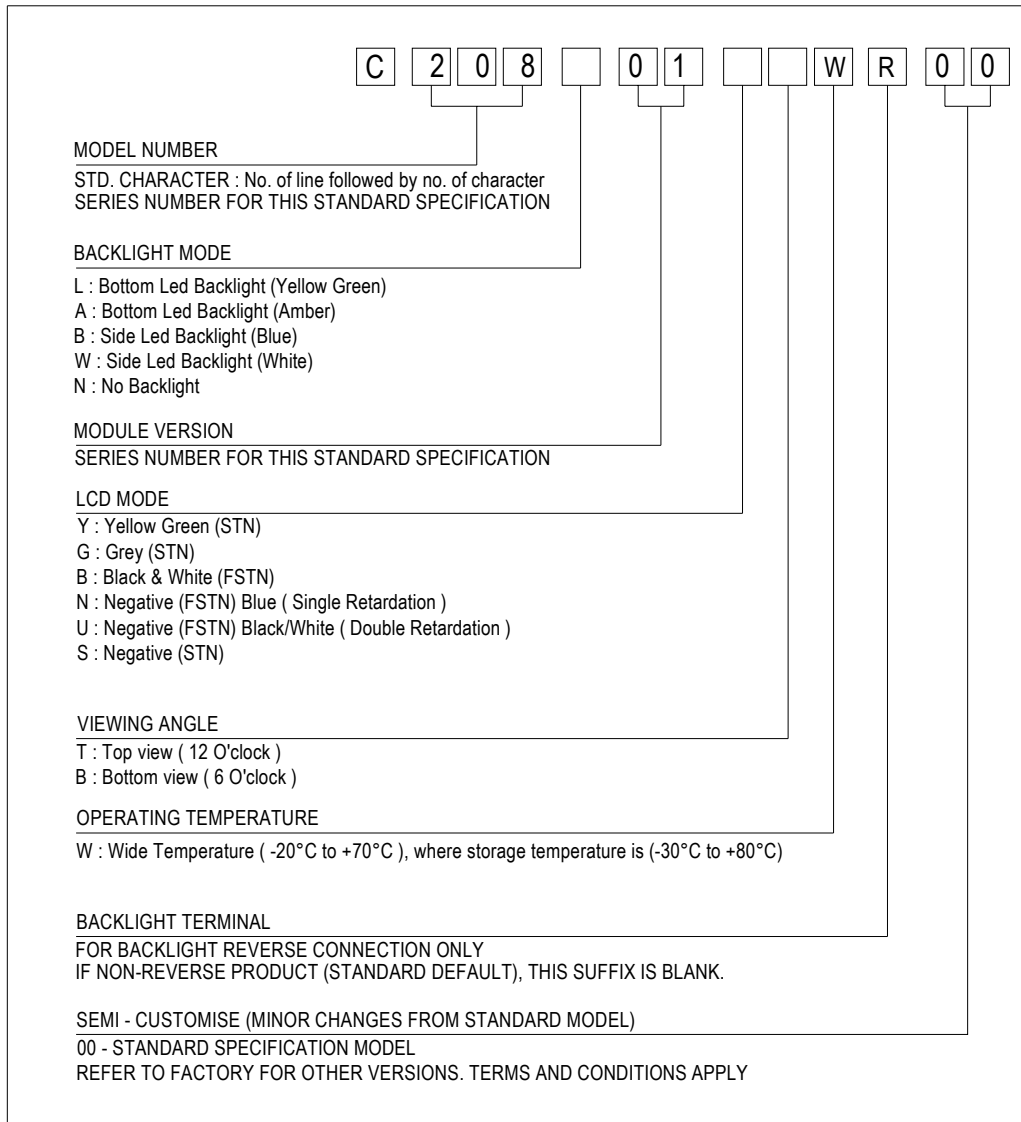 C 2 0 8 0 1 W R 0 0
MODEL NUMBER
STD. CHARACTER : No. of line followed by no. of character
SERIES NUMBER FOR THIS STANDARD SPECIFICATION
BACKLIGHT MODE
L : Bottom Led Backlight (Yellow Green)
A : Bottom Led Backlight (Amber)
B : Side Led Backlight (Blue)
W : Side Led Backlight (White)
N : No Backlight
MODULE VERSION
SERIES NUMBER FOR THIS STANDARD SPECIFICATION
LCD MODE
Y : Yellow Green (STN)
G : Grey (STN)
B : Black & White (FSTN)
N : Negative (FSTN) Blue ( Single Retardation )
U : Negative (FSTN) Black/White ( Double Retardation )
S : Negative (STN)
VIEWING ANGLE
T : Top view ( 12 O'clock )
B : Bottom view ( 6 O'clock )
OPERATING TEMPERATURE
W : Wide Temperature ( -20°C to +70°C ), where storage temperature is (-30°C to +80°C)
BACKLIGHT TERMINAL
FOR BACKLIGHT REVERSE CONNECTION ONLY
IF NON-REVERSE PRODUCT (STANDARD DEFAULT), THIS SUFFIX IS BLANK.
SEMI - CUSTOMISE (MINOR CHANGES FROM STANDARD MODEL)
00 - STANDARD SPECIFICATION MODEL
REFER TO FACTORY FOR OTHER VERSIONS. TERMS AND CONDITIONS APPLY